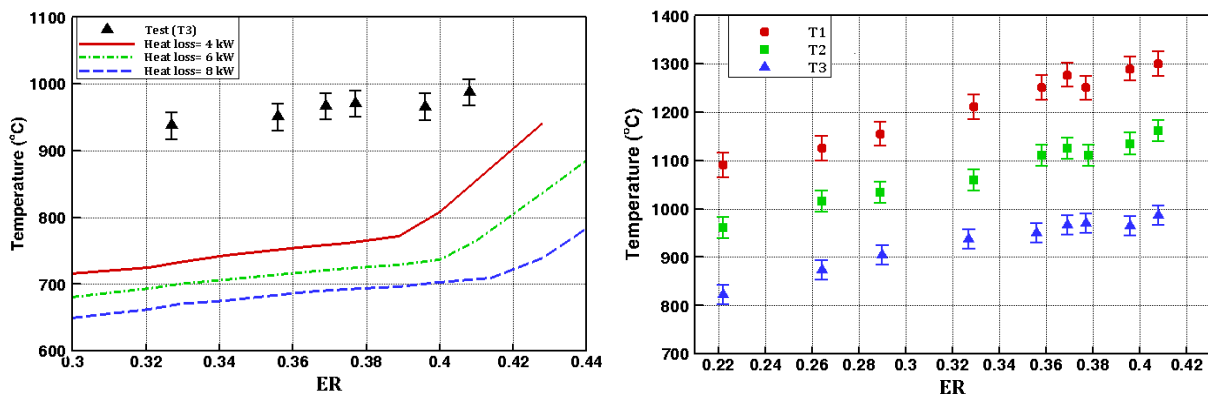 1100
1000
900
800
700
600
Temperature (°C)
Test (T3)
Heat loss= 4 kW
Heat loss= 6 kW
Heat loss= 8 kW
0.3 0.32 0.34 0.36 0.38 0.4 0.42 0.44
ER
1400
1300
1200
1100
1000
900
800
700
Temperature (°C)
T1
T2
T3
0.22 0.24 0.26 0.28 0.3 0.32 0.34 0.36 0.38 0.4 0.42
ER